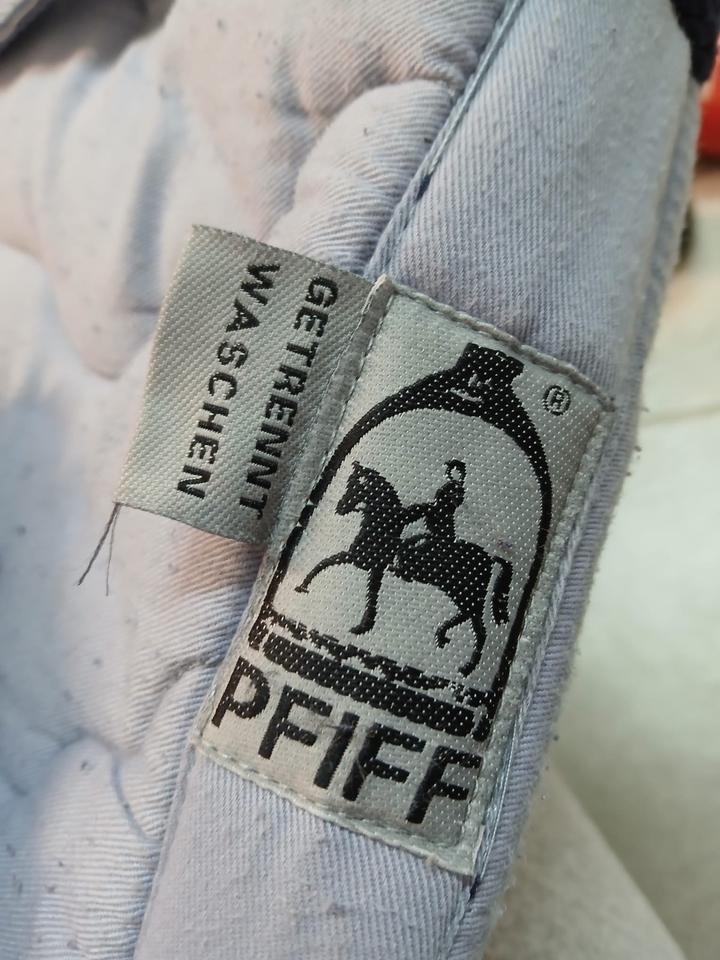 GETRENNT
WASCHEN
®
PFIFF